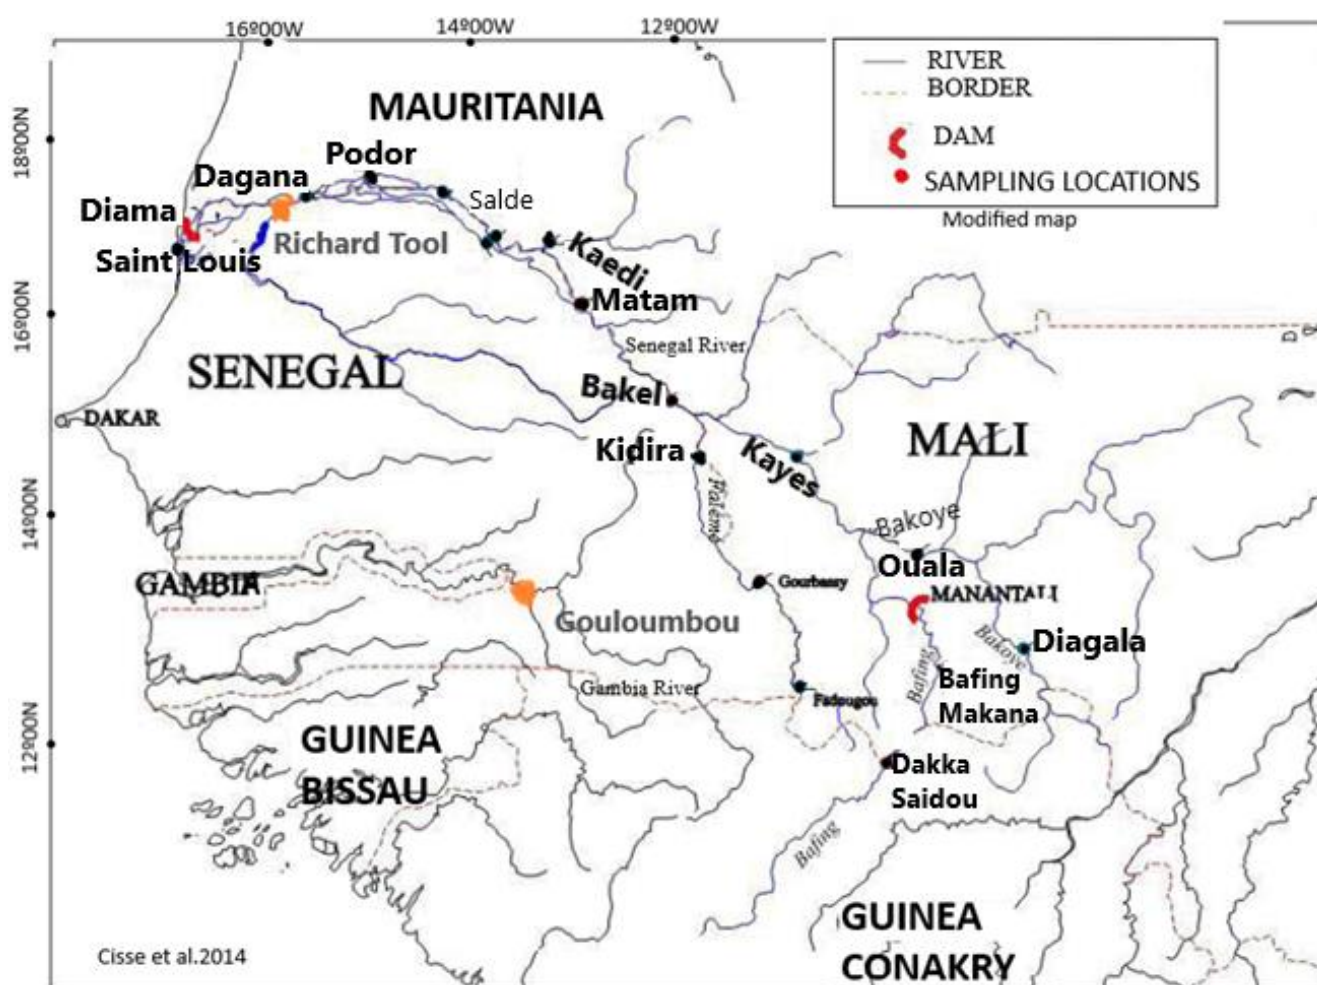 16º00W
14º00W
12º00W
RIVER
BORDER
DAM
SAMPLING LOCATIONS
Modified map
18º00N
16º00N
14º00N
12º00N
MAURITANIA
Podor
Dagana
Salde
Diama
Richard Tool
Kaedi
Saint Louis
Matam
Senegal River
SENEGAL
Bakel
DAKAR
MALI
Kidira
Kayes
Falémé
Bakoye
Ouala
GAMBIA
Gourbassy
MANANTALI
Gouloumbou
Bakoye
Diagala
Bafing
Bafing
Makana
Gambia River
Fadougou
GUINEA
BISSAU
Dakka
Saidou
Bafing
GUINEA
CONAKRY
Cisse et al.2014